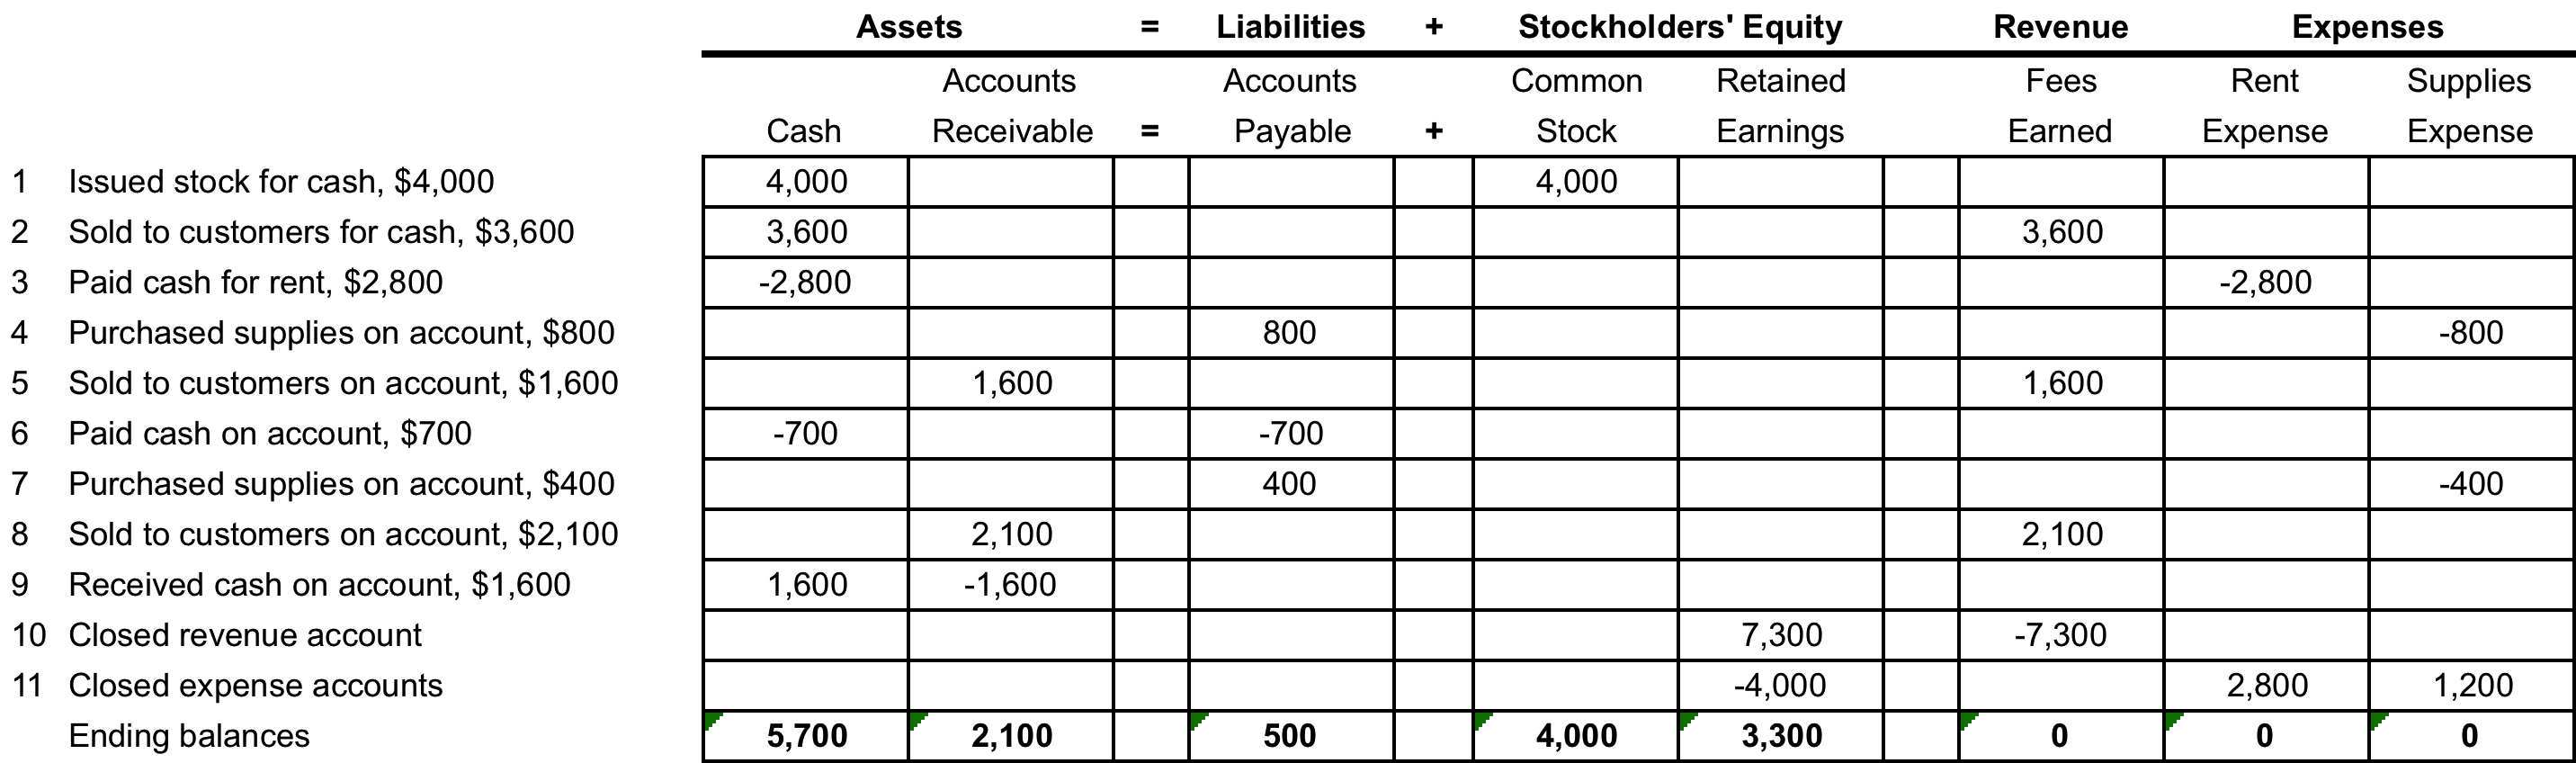 Assets = Liabilities + Stockholders' Equity Revenue Expenses
Accounts Accounts Common Retained Fees Rent Supplies
Cash Receivable = Payable + Stock Earnings Earned Expense Expense
1 Issued stock for cash, $4,000 4,000 4,000
2 Sold to customers for cash, $3,600 3,600 3,600
3 Paid cash for rent, $2,800 -2,800 -2,800
4 Purchased supplies on account, $800 800 -800
5 Sold to customers on account, $1,600 1,600 1,600
6 Paid cash on account, $700 -700 -700
7 Purchased supplies on account, $400 400 -400
8 Sold to customers on account, $2,100 2,100 2,100
9 Received cash on account, $1,600 1,600 -1,600
10 Closed revenue account 7,300 -7,300
11 Closed expense accounts -4,000 2,800 1,200
Ending balances 5,700 2,100 500 4,000 3,300 0 0 0